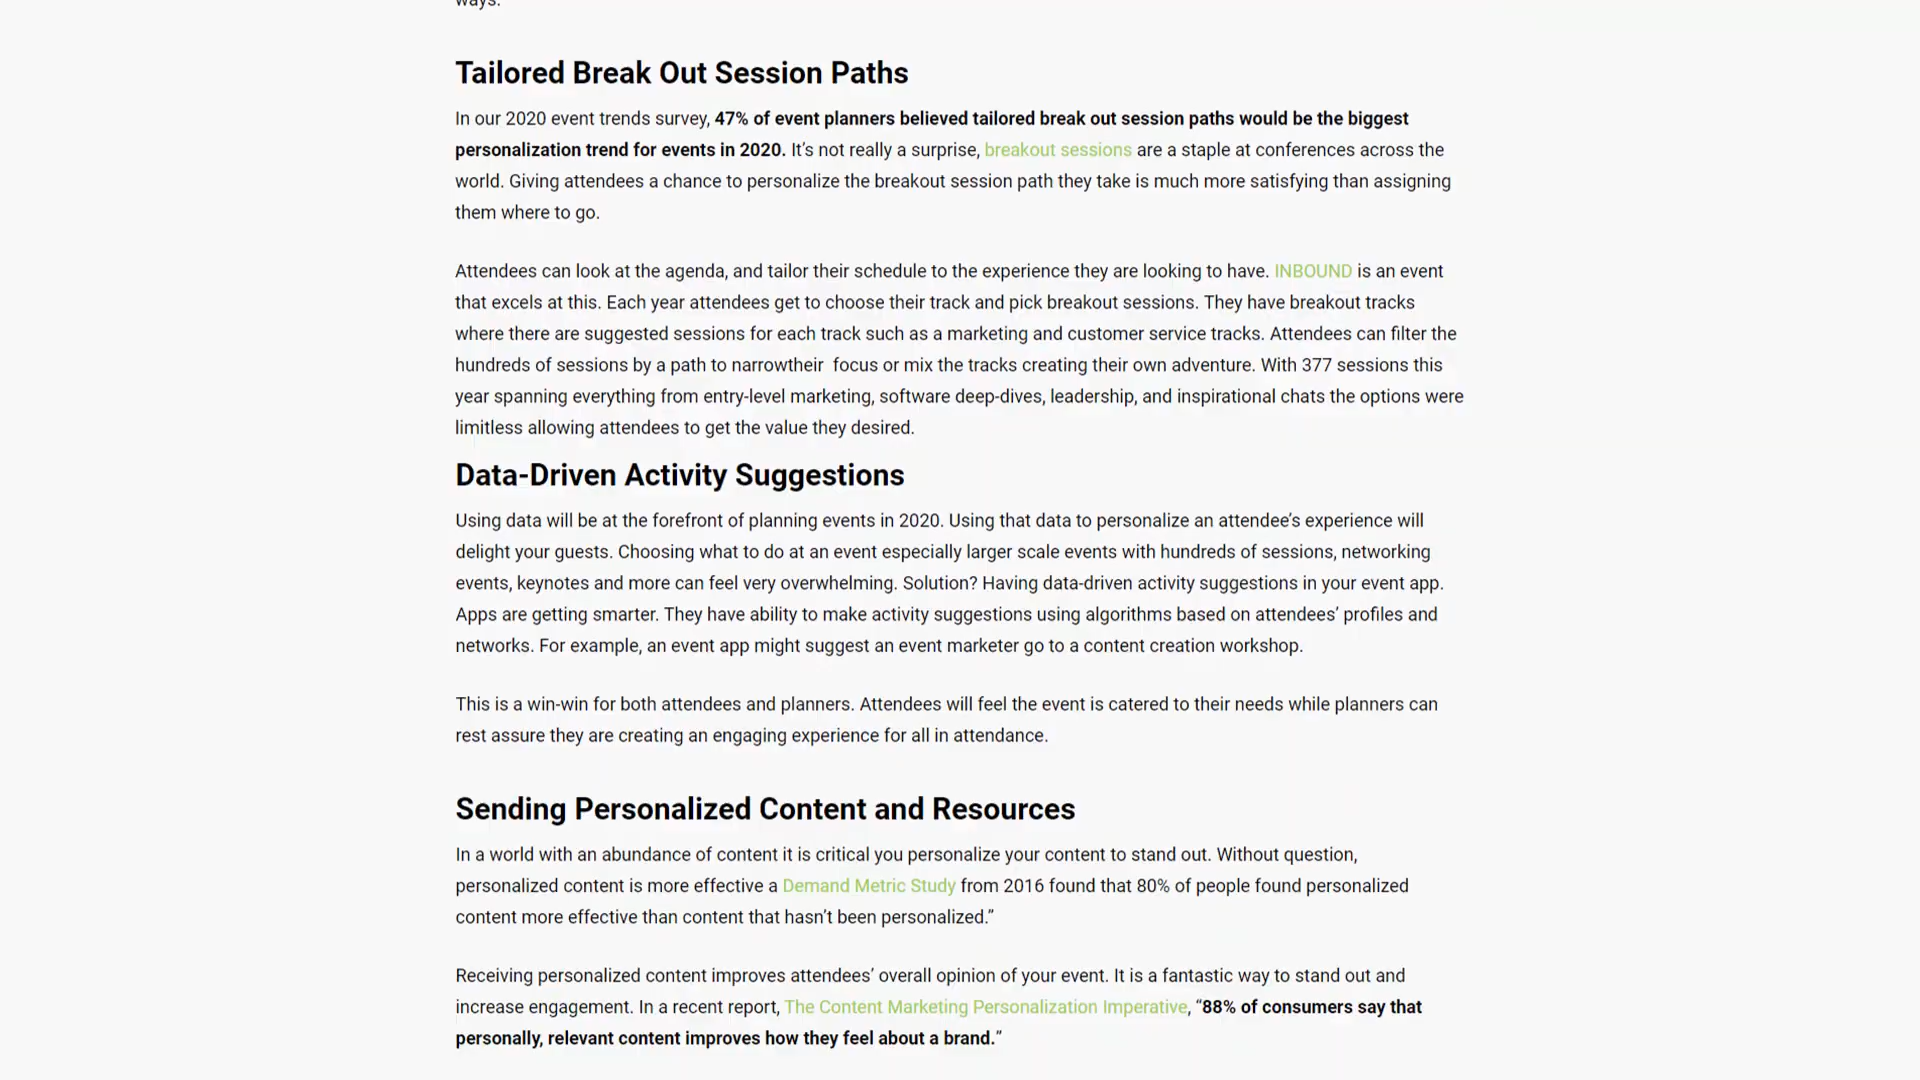 ways.
Tailored Break Out Session Paths
In our 2020 event trends survey, 47% of event planners believed tailored break out session paths would be the biggest
personalization trend for events in 2020. It’s not really a surprise, breakout sessions are a staple at conferences across the
world. Giving attendees a chance to personalize the breakout session path they take is much more satisfying than assigning
them where to go.
Attendees can look at the agenda, and tailor their schedule to the experience they are looking to have. INBOUND is an event
that excels at this. Each year attendees get to choose their track and pick breakout sessions. They have breakout tracks
where there are suggested sessions for each track such as a marketing and customer service tracks. Attendees can filter the
hundreds of sessions by a path to narrowtheir  focus or mix the tracks creating their own adventure. With 377 sessions this
year spanning everything from entry-level marketing, software deep-dives, leadership, and inspirational chats the options were
limitless allowing attendees to get the value they desired.
Data-Driven Activity Suggestions
Using data will be at the forefront of planning events in 2020. Using that data to personalize an attendee’s experience will
delight your guests. Choosing what to do at an event especially larger scale events with hundreds of sessions, networking
events, keynotes and more can feel very overwhelming. Solution? Having data-driven activity suggestions in your event app.
Apps are getting smarter. They have ability to make activity suggestions using algorithms based on attendees’ profiles and
networks. For example, an event app might suggest an event marketer go to a content creation workshop.
This is a win-win for both attendees and planners. Attendees will feel the event is catered to their needs while planners can
rest assure they are creating an engaging experience for all in attendance.
Sending Personalized Content and Resources
In a world with an abundance of content it is critical you personalize your content to stand out. Without question,
personalized content is more effective a Demand Metric Study from 2016 found that 80% of people found personalized
content more effective than content that hasn’t been personalized.”
Receiving personalized content improves attendees’ overall opinion of your event. It is a fantastic way to stand out and
increase engagement. In a recent report, The Content Marketing Personalization Imperative, “88% of consumers say that
personally, relevant content improves how they feel about a brand.”